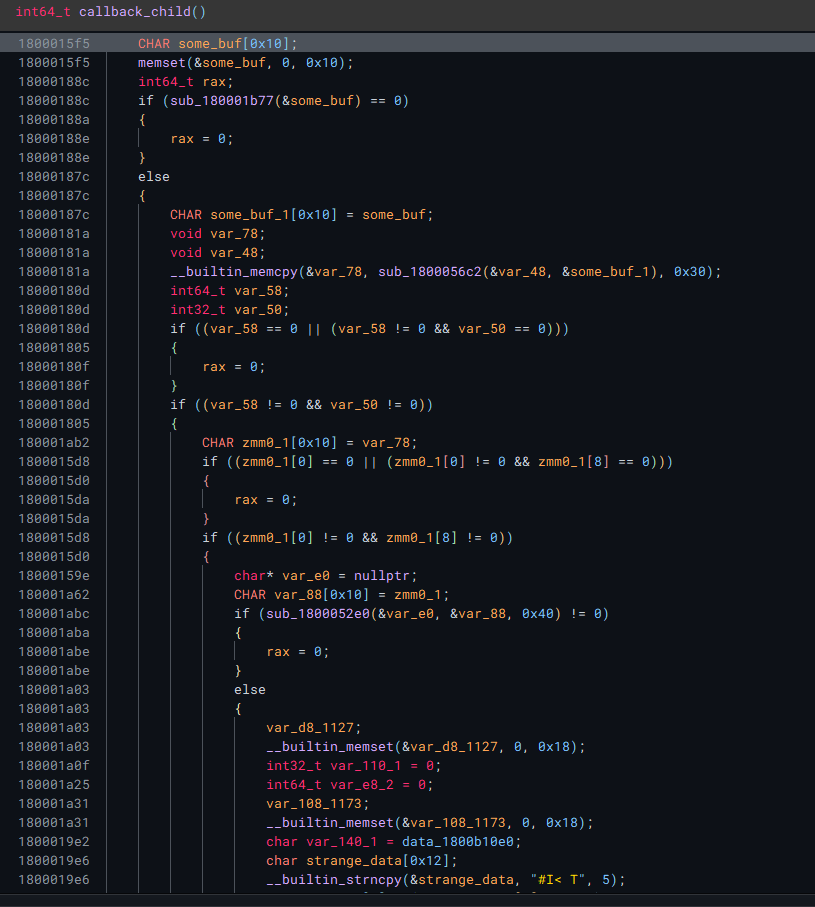 int64_t callback_child()
1800015f5 CHAR some_buf[0x10];
1800015f5 memset(&some_buf, 0, 0x10);
18000188c int64_t rax;
18000188c if (sub_180001b77(&some_buf) == 0)
18000188a {
18000188e rax = 0;
18000188e }
18000187c else
18000187c {
18000187c CHAR some_buf_1[0x10] = some_buf;
18000181a void var_78;
18000181a void var_48;
18000181a __builtin_memcpy(&var_78, sub_1800056c2(&var_48, &some_buf_1), 0x30);
18000180d int64_t var_58;
18000180d int32_t var_50;
18000180d if ((var_58 == 0 || (var_58 != 0 && var_50 == 0)))
180001805 {
18000180f rax = 0;
18000180f }
18000180d if ((var_58 != 0 && var_50 != 0))
180001805 {
180001ab2 CHAR zmm0_1[0x10] = var_78;
1800015d8 if ((zmm0_1[0] == 0 || (zmm0_1[0] != 0 && zmm0_1[8] == 0)))
1800015d0 {
1800015da rax = 0;
1800015da }
1800015d8 if ((zmm0_1[0] != 0 && zmm0_1[8] != 0))
1800015d0 {
18000159e char* var_e0 = nullptr;
180001a62 CHAR var_88[0x10] = zmm0_1;
180001abc if (sub_1800052e0(&var_e0, &var_88, 0x40) != 0)
180001aba {
180001abe rax = 0;
180001abe }
180001a03 else
180001a03 {
180001a03 var_d8_1127;
180001a03 __builtin_memset(&var_d8_1127, 0, 0x18);
180001a0f int32_t var_110_1 = 0;
180001a25 int64_t var_e8_2 = 0;
180001a31 var_108_1173;
180001a31 __builtin_memset(&var_108_1173, 0, 0x18);
1800019e2 char var_140_1 = data_1800b10e0;
1800019e6 char strange_data[0x12];
1800019e6 __builtin_strncpy(&strange_data, "#I< T", 5);